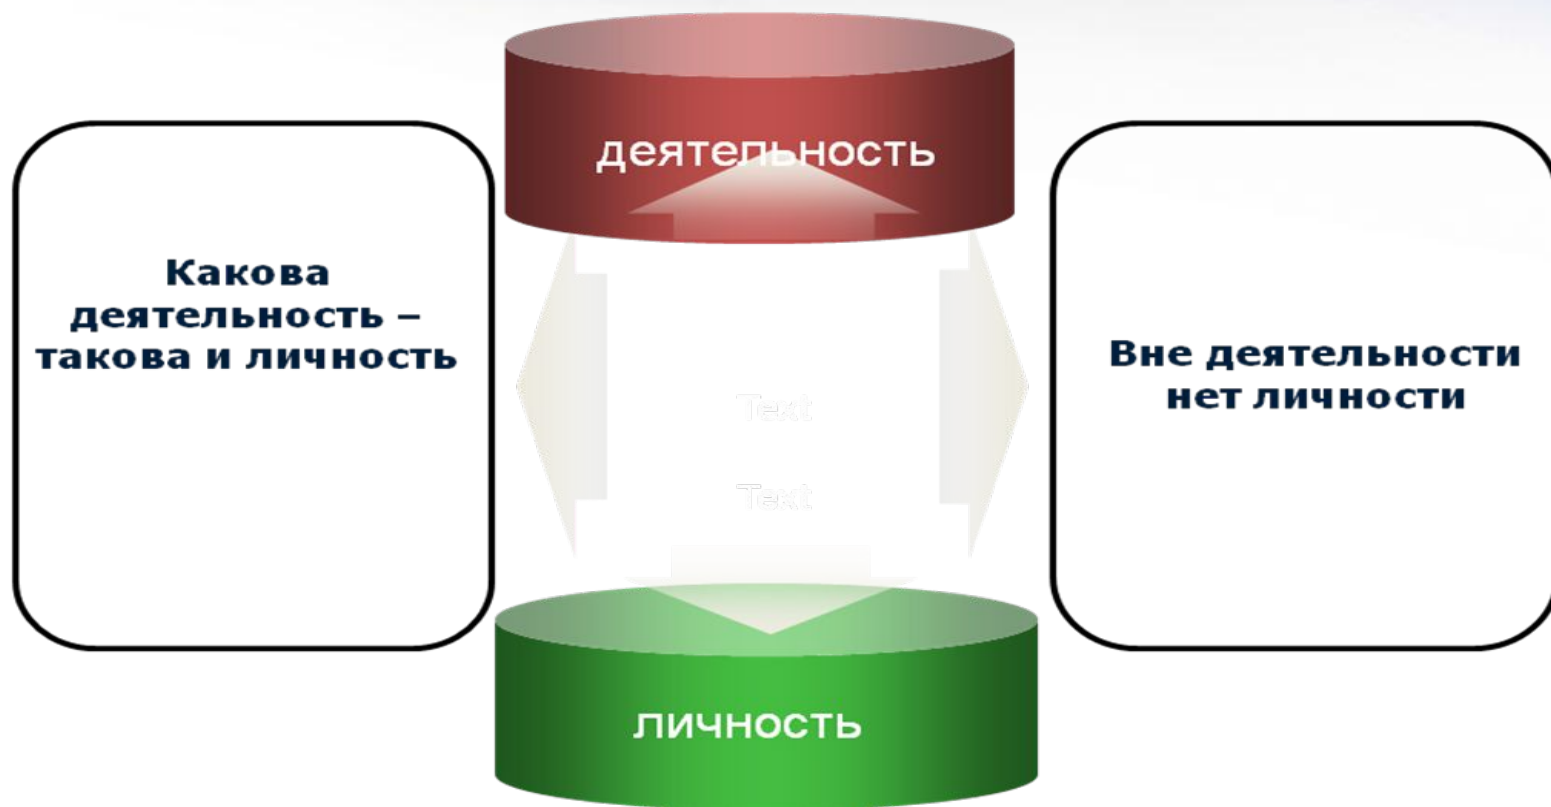 деятельность
Какова
деятельность –
такова и личность
Вне деятельности
нет личности
Text
Text
личность